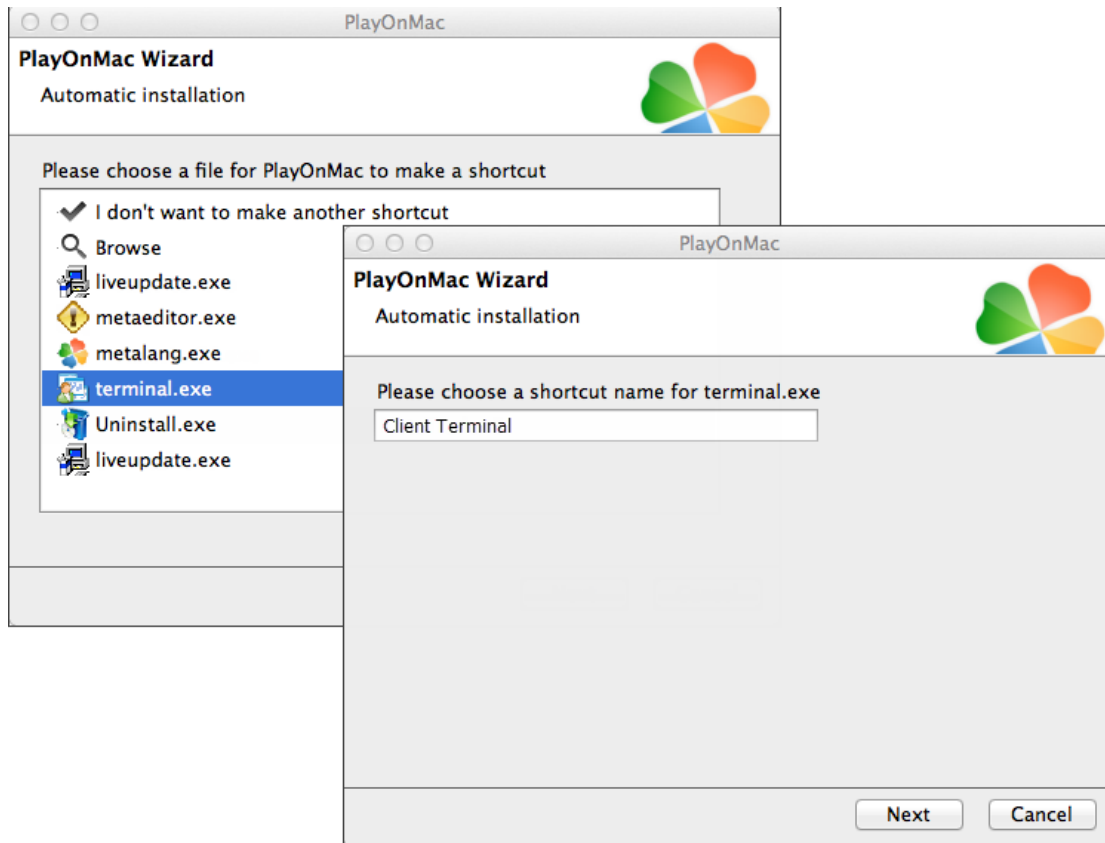 PlayOnMac
PlayOnMac Wizard
Automatic installation
Please choose a file for PlayOnMac to make a shortcut
I don't want to make another shortcut
Browse
liveupdate.exe
metaeditor.exe
metalang.exe
terminal.exe
Uninstall.exe
liveupdate.exe
PlayOnMac
PlayOnMac Wizard
Automatic installation
Please choose a shortcut name for terminal.exe
Client Terminal
Next Cancel